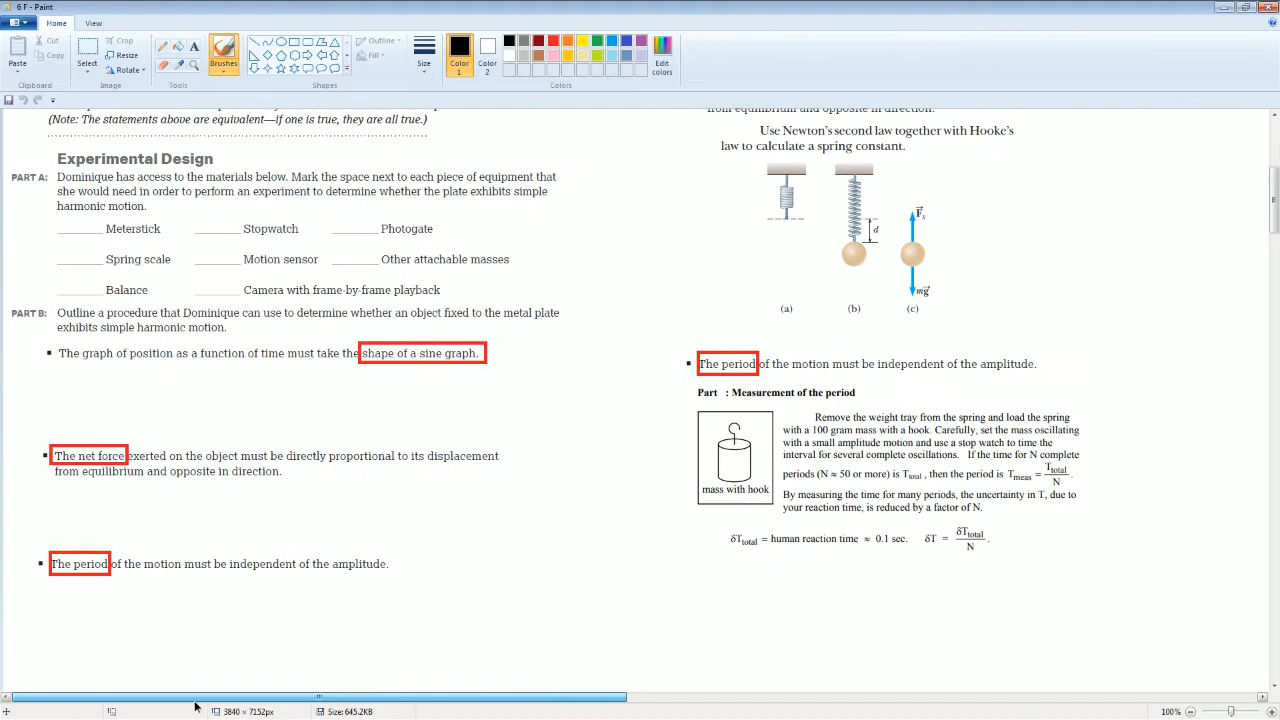 6 F - Paint
Home
View
Paste
Cut
Copy
Clipboard
Select
Crop
Resize
Rotate
Image
A
Tools
Brushes
Outline
Fill
Shapes
Size
Color
1
Color
2
Edit
colors
Colors
(Note: The statements above are equivalent—if one is true, they are all true.)
Experimental Design
PART A: Dominique has access to the materials below. Mark the space next to each piece of equipment that
she would need in order to perform an experiment to determine whether the plate exhibits simple
harmonic motion.
________ Meterstick ________ Stopwatch ________ Photogate
________ Spring scale ________ Motion sensor ________ Other attachable masses
________ Balance ________ Camera with frame-by-frame playback
PART B: Outline a procedure that Dominique can use to determine whether an object fixed to the metal plate
exhibits simple harmonic motion.
▪ The graph of position as a function of time must take the shape of a sine graph.
▪ The net force exerted on the object must be directly proportional to its displacement
from equilibrium and opposite in direction.
▪ The period of the motion must be independent of the amplitude.
from equilibrium and opposite in direction.
Use Newton's second law together with Hooke's
law to calculate a spring constant.
F⃗s
d
mg⃗
(a) (b) (c)
▪ The period of the motion must be independent of the amplitude.
Part : Measurement of the period
mass with hook
Remove the weight tray from the spring and load the spring
with a 100 gram mass with a hook. Carefully, set the mass oscillating
with a small amplitude motion and use a stop watch to time the
interval for several complete oscillations. If the time for N complete
periods (N ≈ 50 or more) is Ttotal , then the period is Tmeas = Ttotal/N .
By measuring the time for many periods, the uncertainty in T, due to
your reaction time, is reduced by a factor of N.
δTtotal = human reaction time ≈ 0.1 sec. δT = δTtotal/N .
3840 × 7152px
Size: 645.2KB
100%